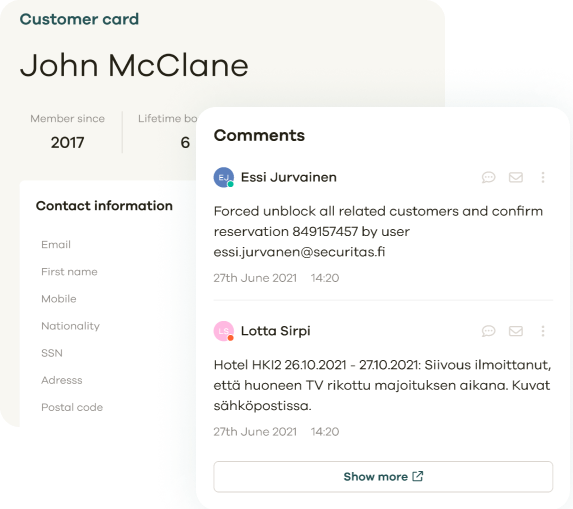 Customer card
John McClane
Member since
2017
Lifetime
6
Contact information
Email
First name
Mobile
Nationality
SSN
Adresss
Postal code
Comments
EJ
Essi Jurvainen
Forced unblock all related customers and confirm
reservation 849157457 by user
essi.jurvanen@securitas.fi
27th June 2021 14:20
LS
Lotta Sirpi
Hotel HKI2 26.10.2021 - 27.10.2021: Siivous ilmoittanut,
että huoneen TV rikottu majoituksen aikana. Kuvat
sähköpostissa.
27th June 2021 14:20
Show more